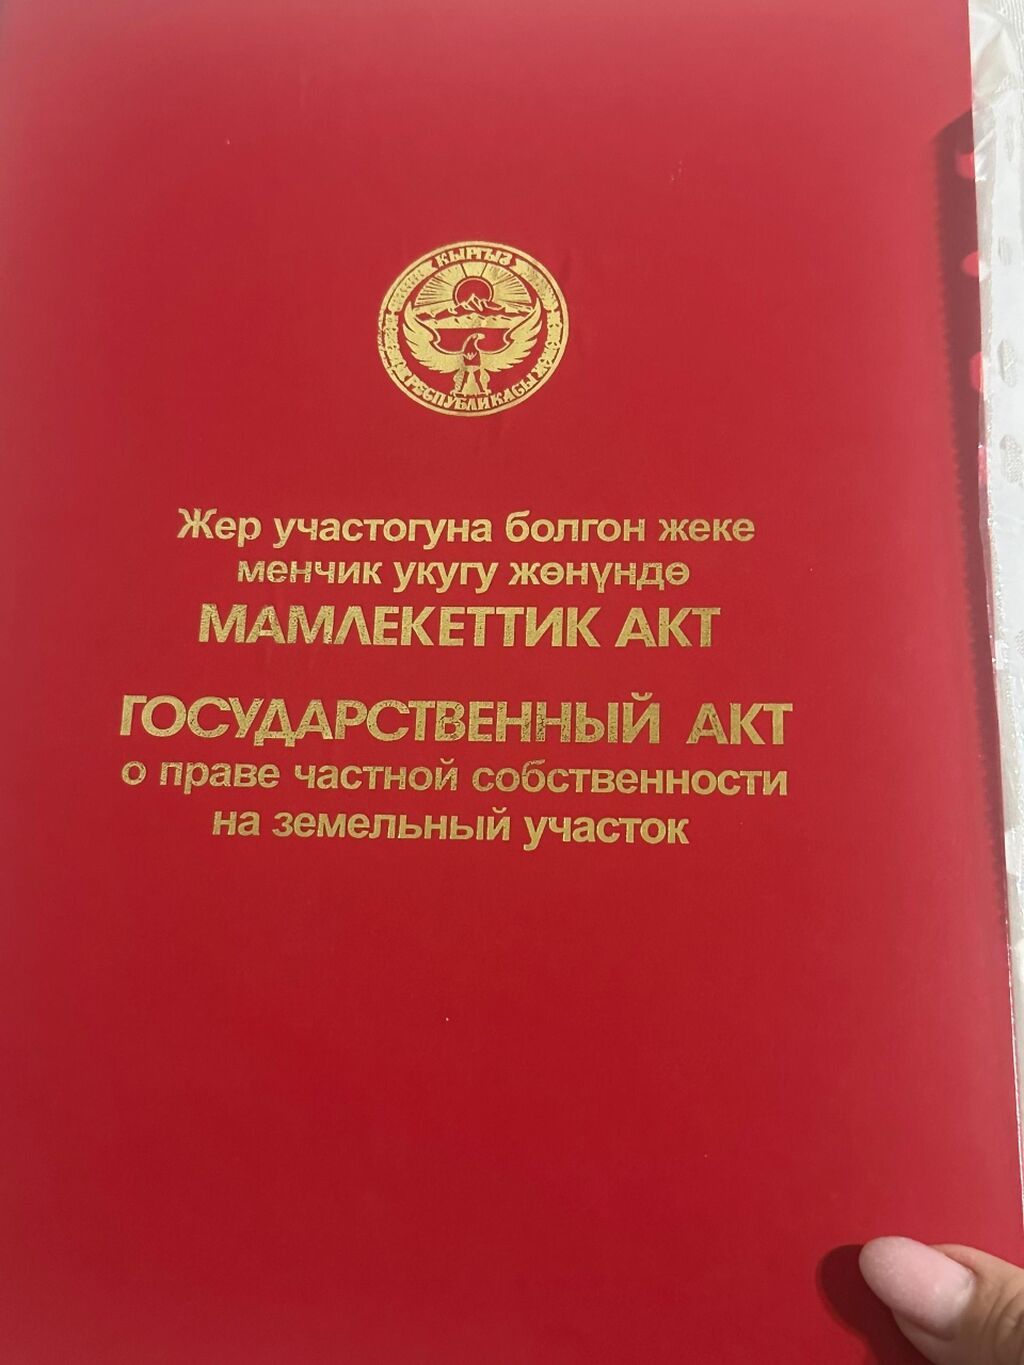 КЫРГЫЗ
РЕСПУБЛИКАСЫ
Жер участогуна болгон жеке
менчик укугу жөнүндө
МАМЛЕКЕТТИК АКТ
ГОСУДАРСТВЕННЫЙ АКТ
о праве частной собственности
на земельный участок